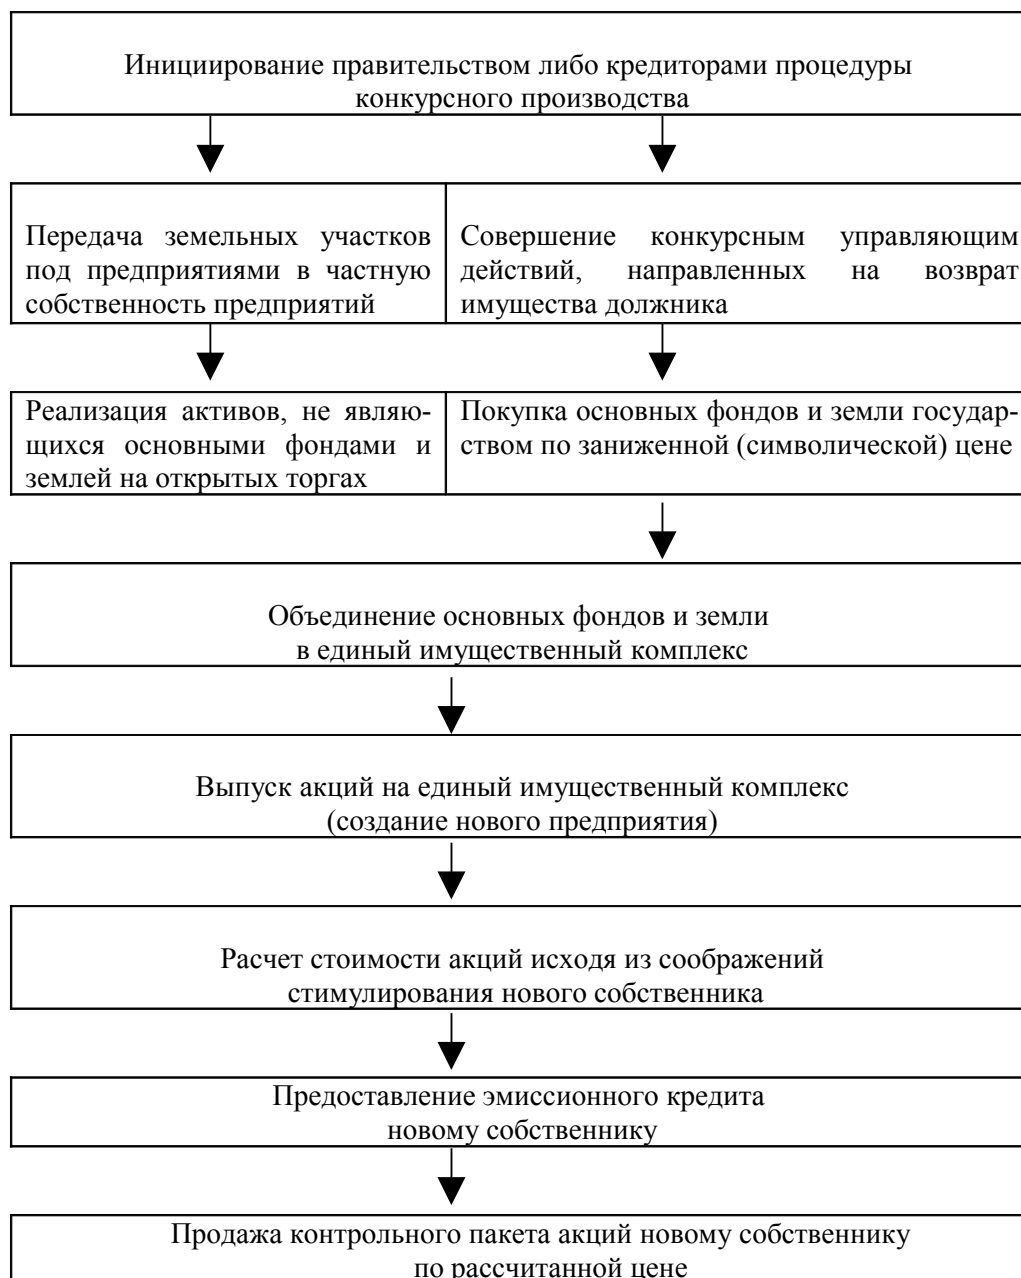 Инициирование правительством либо кредиторами процедуры
конкурсного производства
Передача земельных участков
под предприятиями в частную
собственность предприятий
Совершение конкурсным управляющим
действий, направленных на возврат
имущества должника
Реализация активов, не являю-
щихся основными фондами и
землей на открытых торгах
Покупка основных фондов и земли государ-
ством по заниженной (символической) цене
Объединение основных фондов и земли
в единый имущественный комплекс
Выпуск акций на единый имущественный комплекс
(создание нового предприятия)
Расчет стоимости акций исходя из соображений
стимулирования нового собственника
Предоставление эмиссионного кредита
новому собственнику
Продажа контрольного пакета акций новому собственнику
по рассчитанной цене